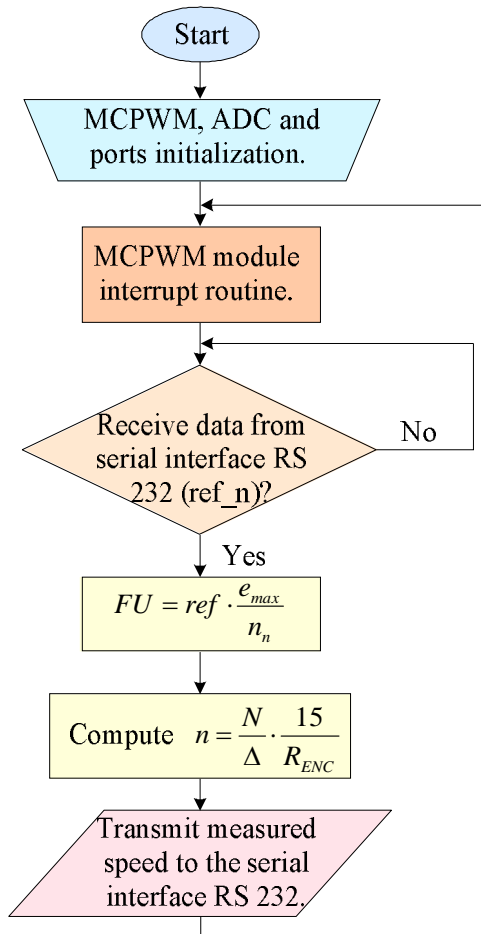 Start
MCPWM, ADC and
ports initialization.
MCPWM module
interrupt routine.
Receive data from
serial interface RS
232 (ref_n)?
No
Yes
FU = ref · e_max / n_n
Compute n = N / Δ · 15 / R_ENC
Transmit measured
speed to the serial
interface RS 232.